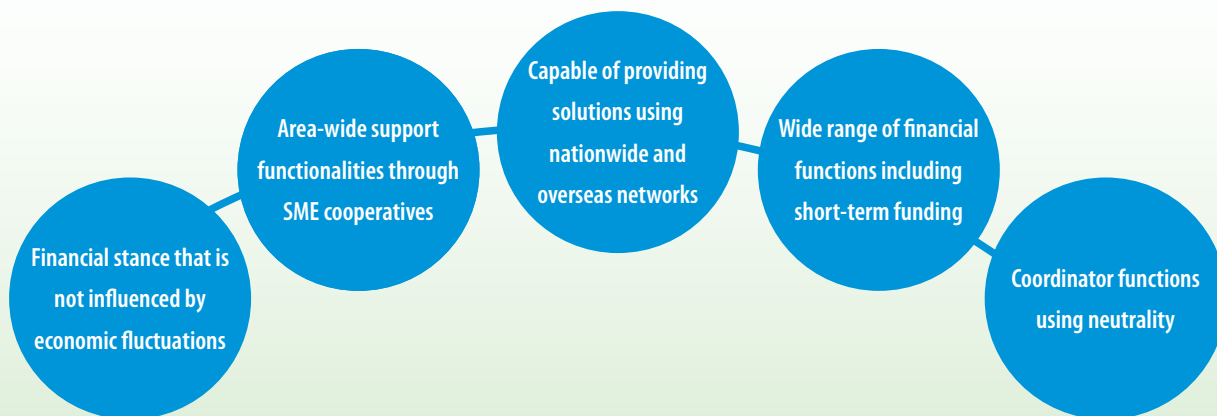 Financial stance that is
not influenced by
economic fluctuations
Area-wide support
functionalities through
SME cooperatives
Capable of providing
solutions using
nationwide and
overseas networks
Wide range of financial
functions including
short-term funding
Coordinator functions
using neutrality